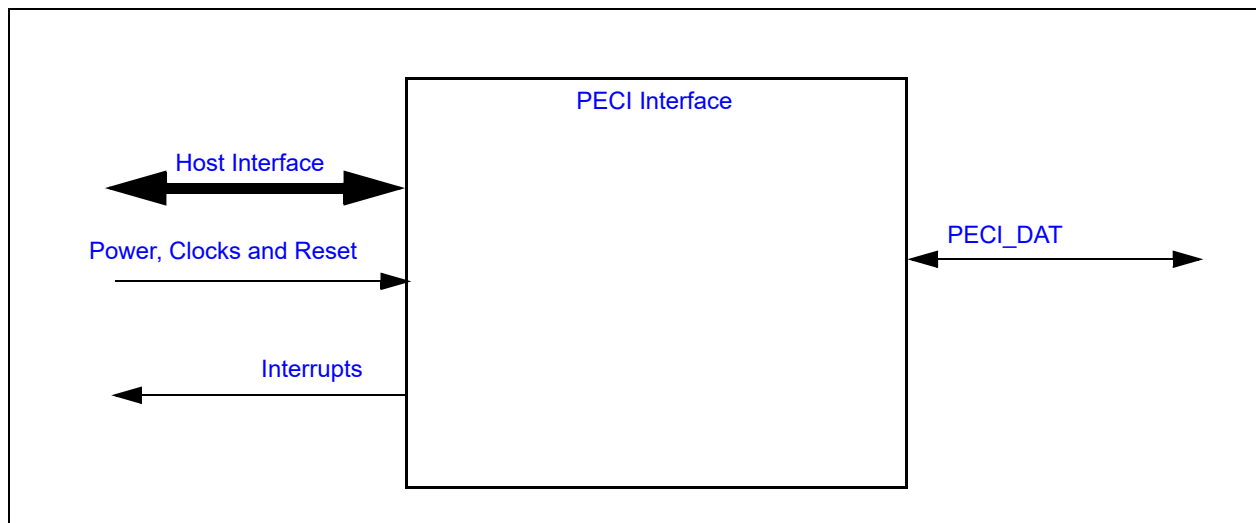 PECI Interface
Host Interface
Power, Clocks and Reset
PECI_DAT
Interrupts